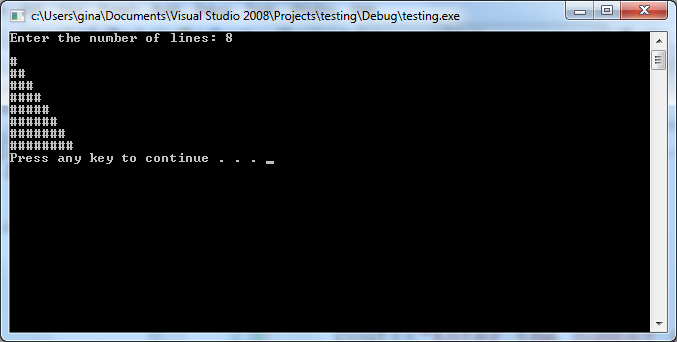 c:\Users\gina\Documents\Visual Studio 2008\Projects\testing\Debug\testing.exe
Enter the number of lines: 8
#
##
###
####
#####
######
#######
########
Press any key to continue . . . _